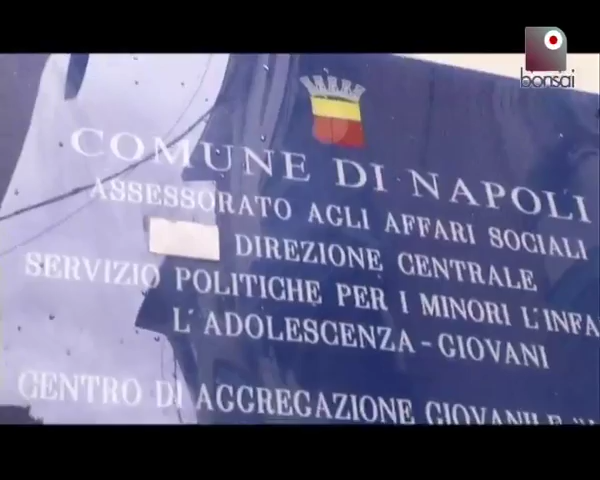 bonsai
COMUNE DI NAPOLI
ASSESSORATO AGLI AFFARI SOCIALI
DIREZIONE CENTRALE
SERVIZIO POLITICHE PER I MINORI L'INFA
L'ADOLESCENZA - GIOVANI
CENTRO DI AGGREGAZIONE GIOVANILE